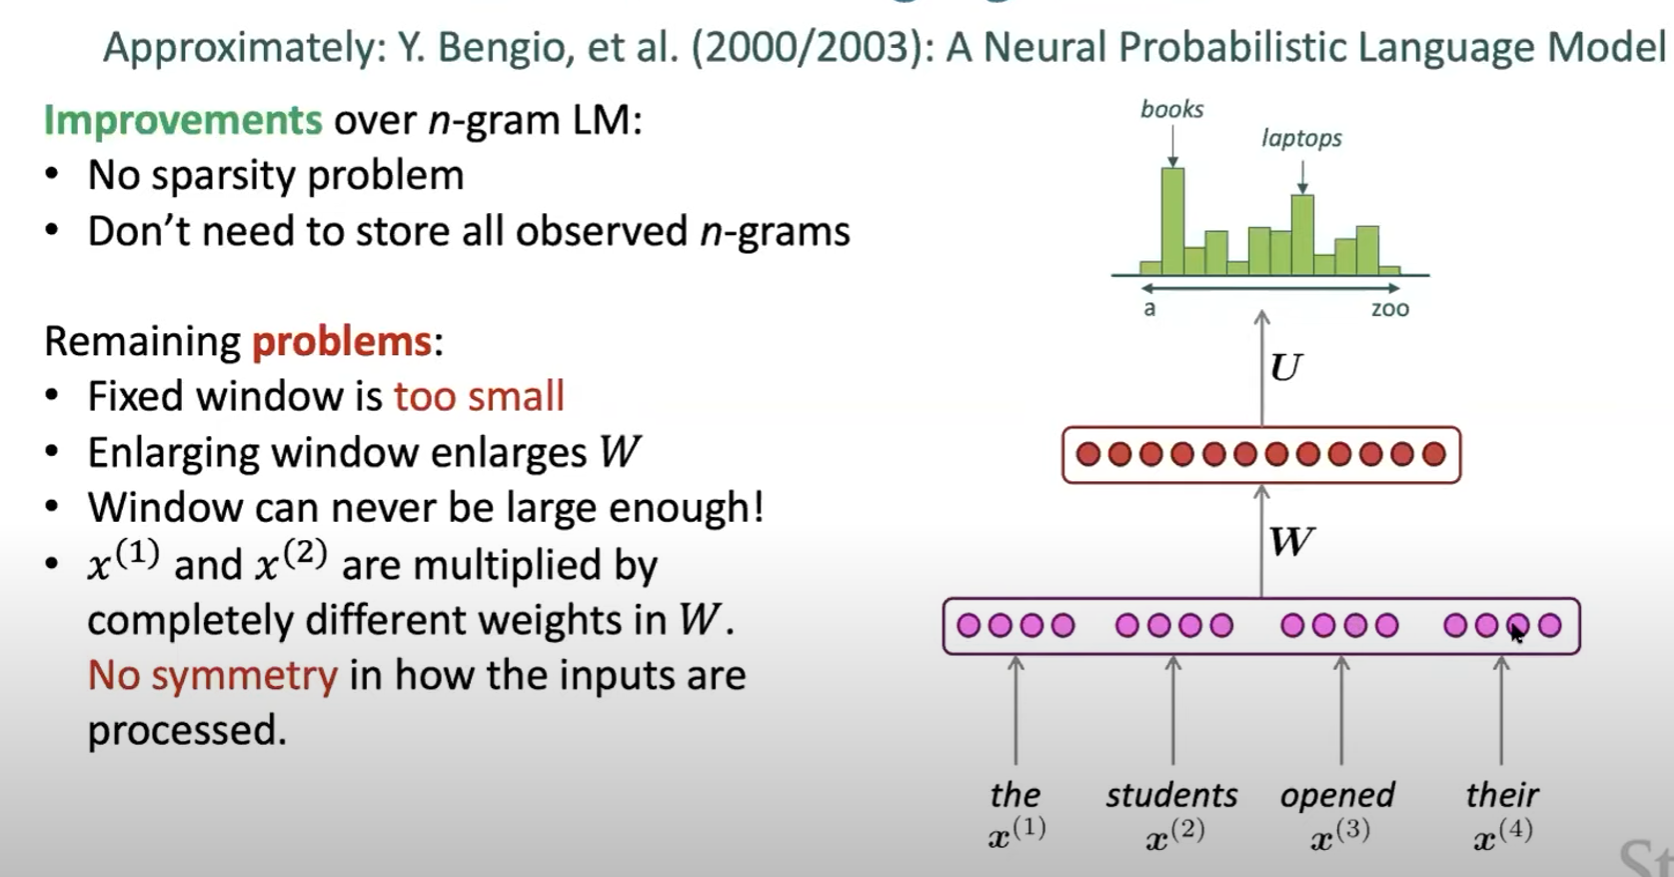 Approximately: Y. Bengio, et al. (2000/2003): A Neural Probabilistic Language Model
Improvements over n-gram LM:
• No sparsity problem
• Don’t need to store all observed n-grams
Remaining problems:
• Fixed window is too small
• Enlarging window enlarges W
• Window can never be large enough!
• x⁽¹⁾ and x⁽²⁾ are multiplied by
completely different weights in W.
No symmetry in how the inputs are
processed.
books
laptops
a zoo
U
W
the students opened their
x⁽¹⁾ x⁽²⁾ x⁽³⁾ x⁽⁴⁾